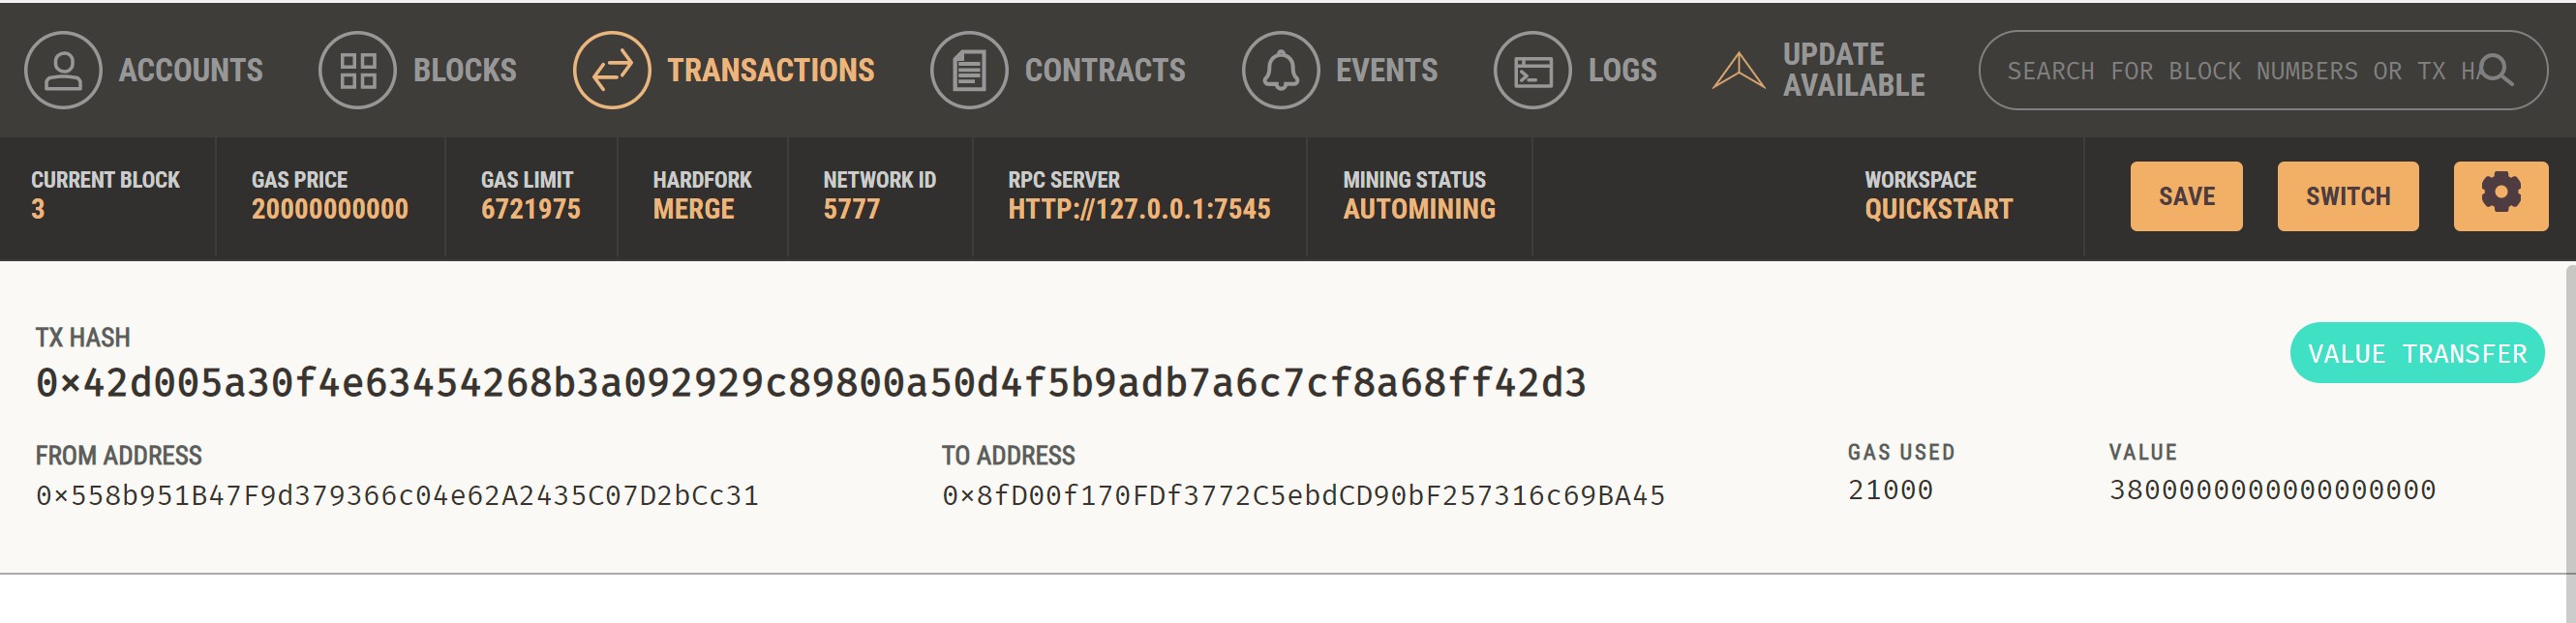 ACCOUNTS
BLOCKS
TRANSACTIONS
CONTRACTS
EVENTS
LOGS
UPDATE
AVAILABLE
SEARCH FOR BLOCK NUMBERS OR TX
CURRENT BLOCK
3
GAS PRICE
20000000000
GAS LIMIT
6721975
HARDFORK
MERGE
NETWORK ID
5777
RPC SERVER
HTTP://127.0.0.1:7545
MINING STATUS
AUTOMINING
WORKSPACE
QUICKSTART
SAVE
SWITCH
TX HASH
0×42d005a30f4e63454268b3a092929c89800a50d4f5b9adb7a6c7cf8a68ff42d3
VALUE TRANSFER
FROM ADDRESS
0×558b951B47F9d379366c04e62A2435C07D2bCc31
TO ADDRESS
0×8fD00f170FDf3772C5ebdCD90bF257316c69BA45
GAS USED
21000
VALUE
3800000000000000000